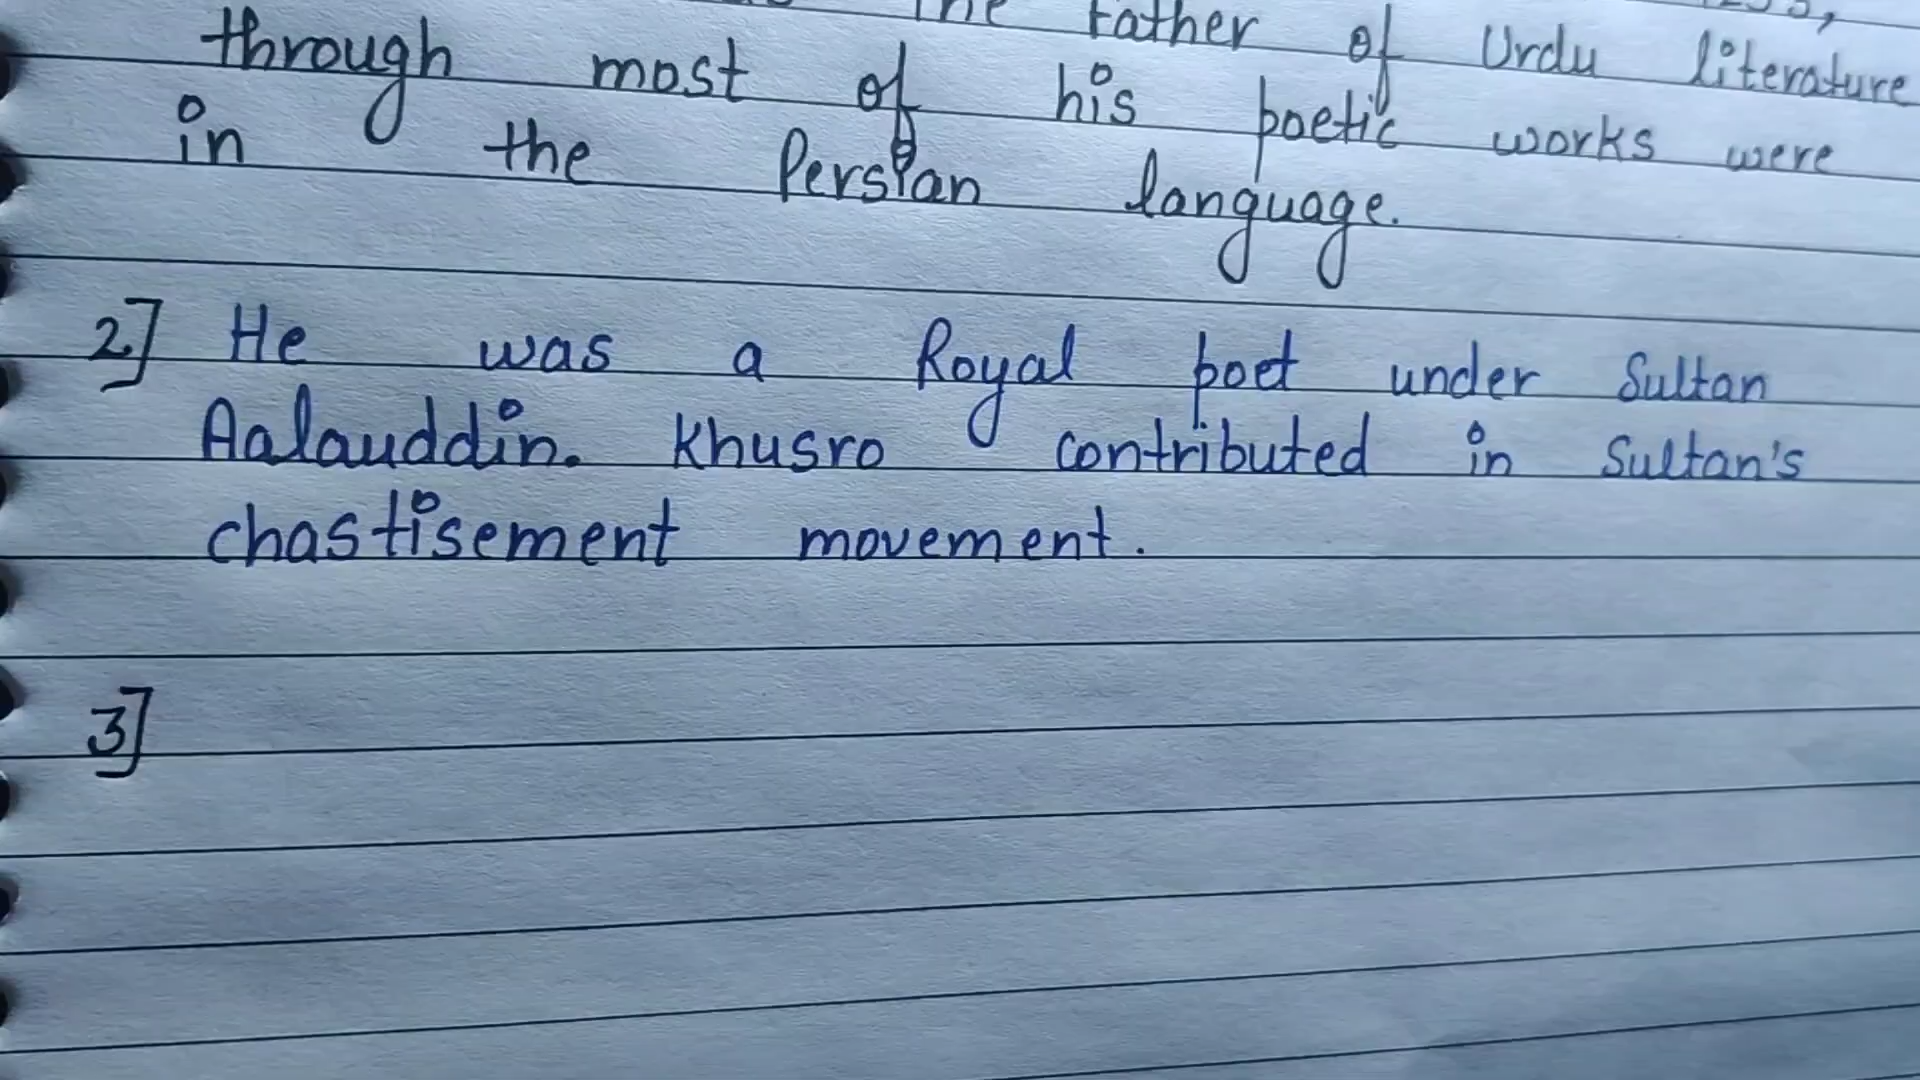 the father of Urdu literature
through most of his poetic works were
in the Persian language.
2] He was a Royal poet under Sultan
Aalauddin. Khusro contributed in Sultan's
chastisement movement.
3]